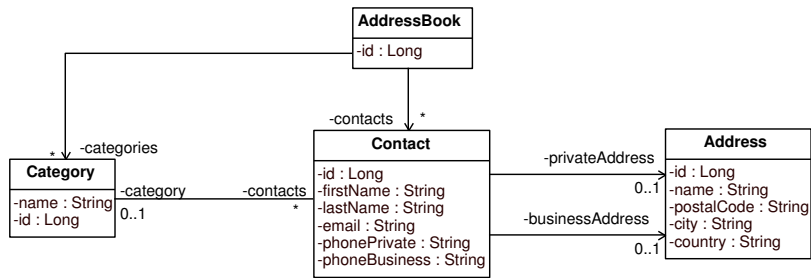 AddressBook
-id : Long
-contacts
*
*
-categories
Category
-name : String
-id : Long
-category
0..1
-contacts
*
Contact
-id : Long
-firstName : String
-lastName : String
-email : String
-phonePrivate : String
-phoneBusiness : String
-privateAddress
0..1
-businessAddress
0..1
Address
-id : Long
-name : String
-postalCode : String
-city : String
-country : String